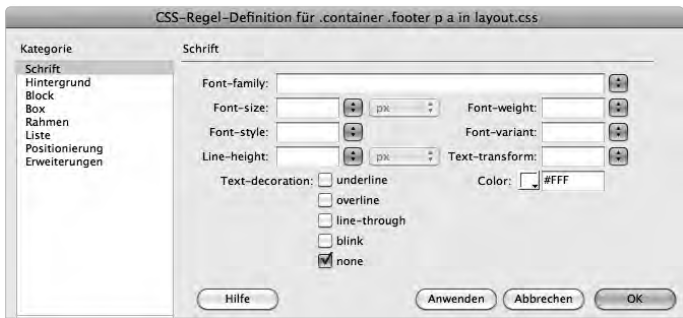 CSS-Regel-Definition für .container .footer p a in layout.css
Kategorie
Schrift
Hintergrund
Block
Box
Rahmen
Liste
Positionierung
Erweiterungen
Schrift
Font-family:
Font-size: px Font-weight:
Font-style: Font-variant:
Line-height: px Text-transform:
Text-decoration: underline Color: #FFF
overline
line-through
blink
none
Hilfe Anwenden Abbrechen OK